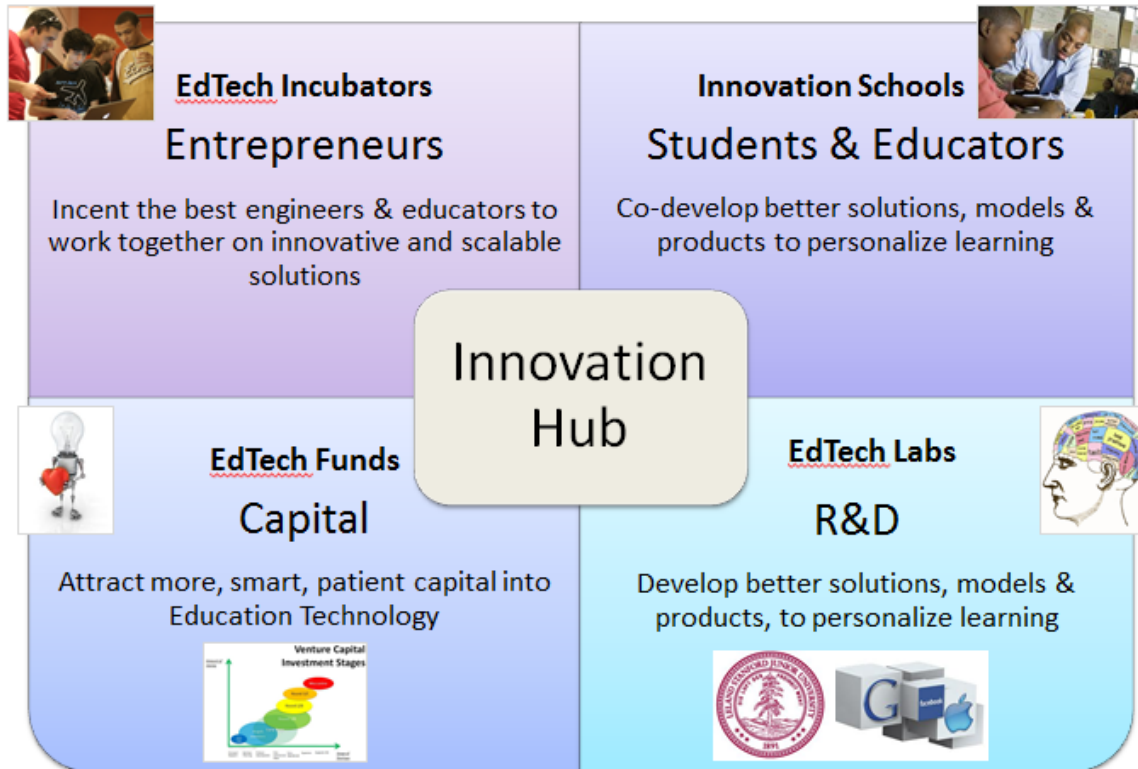 EdTech Incubators
Entrepreneurs
Incent the best engineers & educators to
work together on innovative and scalable
solutions
Innovation Schools
Students & Educators
Co-develop better solutions, models &
products to personalize learning
Innovation
Hub
EdTech Funds
Capital
Attract more, smart, patient capital into
Education Technology
Venture Capital
Investment Stages
EdTech Labs
R&D
Develop better solutions, models &
products, to personalize learning
LELAND STANFORD JUNIOR UNIVERSITY
1891
G
facebook